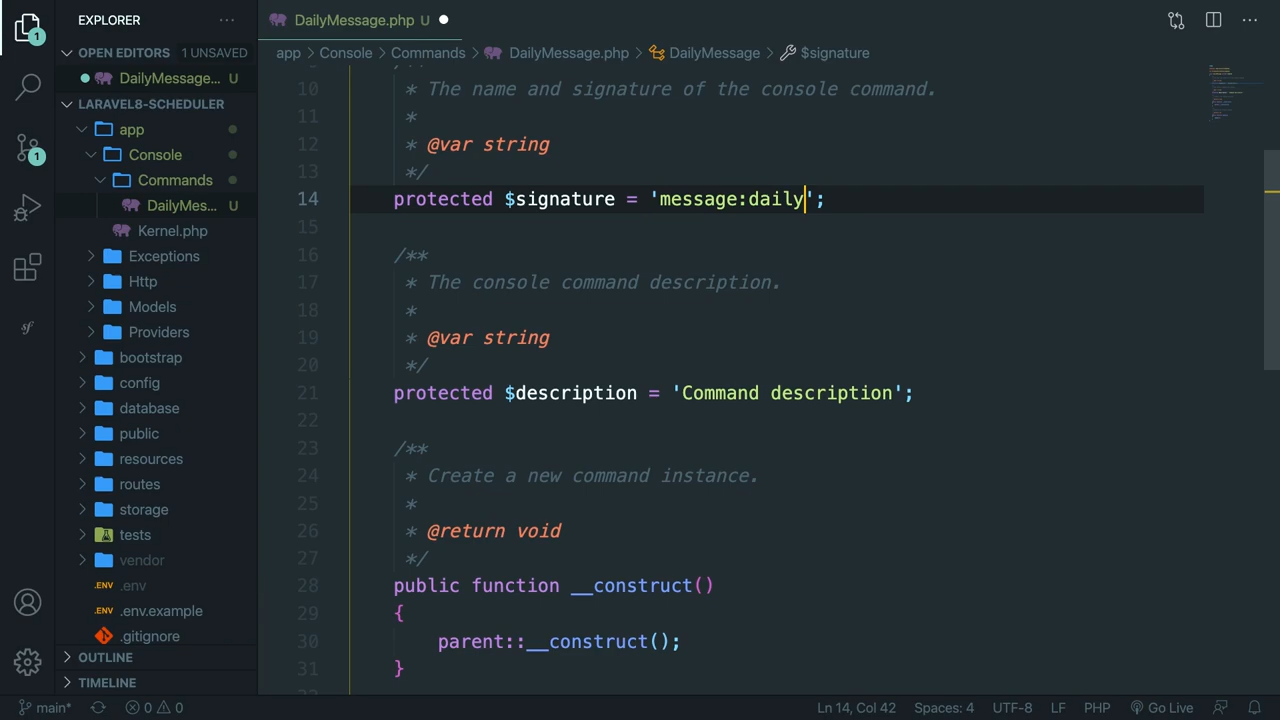 EXPLORER
DailyMessage.php U
OPEN EDITORS 1 UNSAVED
DailyMessage... U
LARAVEL8-SCHEDULER
app
Console
Commands
DailyMes... U
Kernel.php
Exceptions
Http
Models
Providers
bootstrap
config
database
public
resources
routes
storage
tests
vendor
.ENV .env
.ENV .env.example
.gitignore
OUTLINE
TIMELINE
1
1
sf
app > Console > Commands > DailyMessage.php > DailyMessage > $signature
10 * The name and signature of the console command.
11 *
12 * @var string
13 */
14 protected $signature = 'message:daily';
15
16 /**
17 * The console command description.
18 *
19 * @var string
20 */
21 protected $description = 'Command description';
22
23 /**
24 * Create a new command instance.
25 *
26 * @return void
27 */
28 public function __construct()
29 {
30 parent::__construct();
31 }
main* 0 0 Ln 14, Col 42 Spaces: 4 UTF-8 LF PHP Go Live